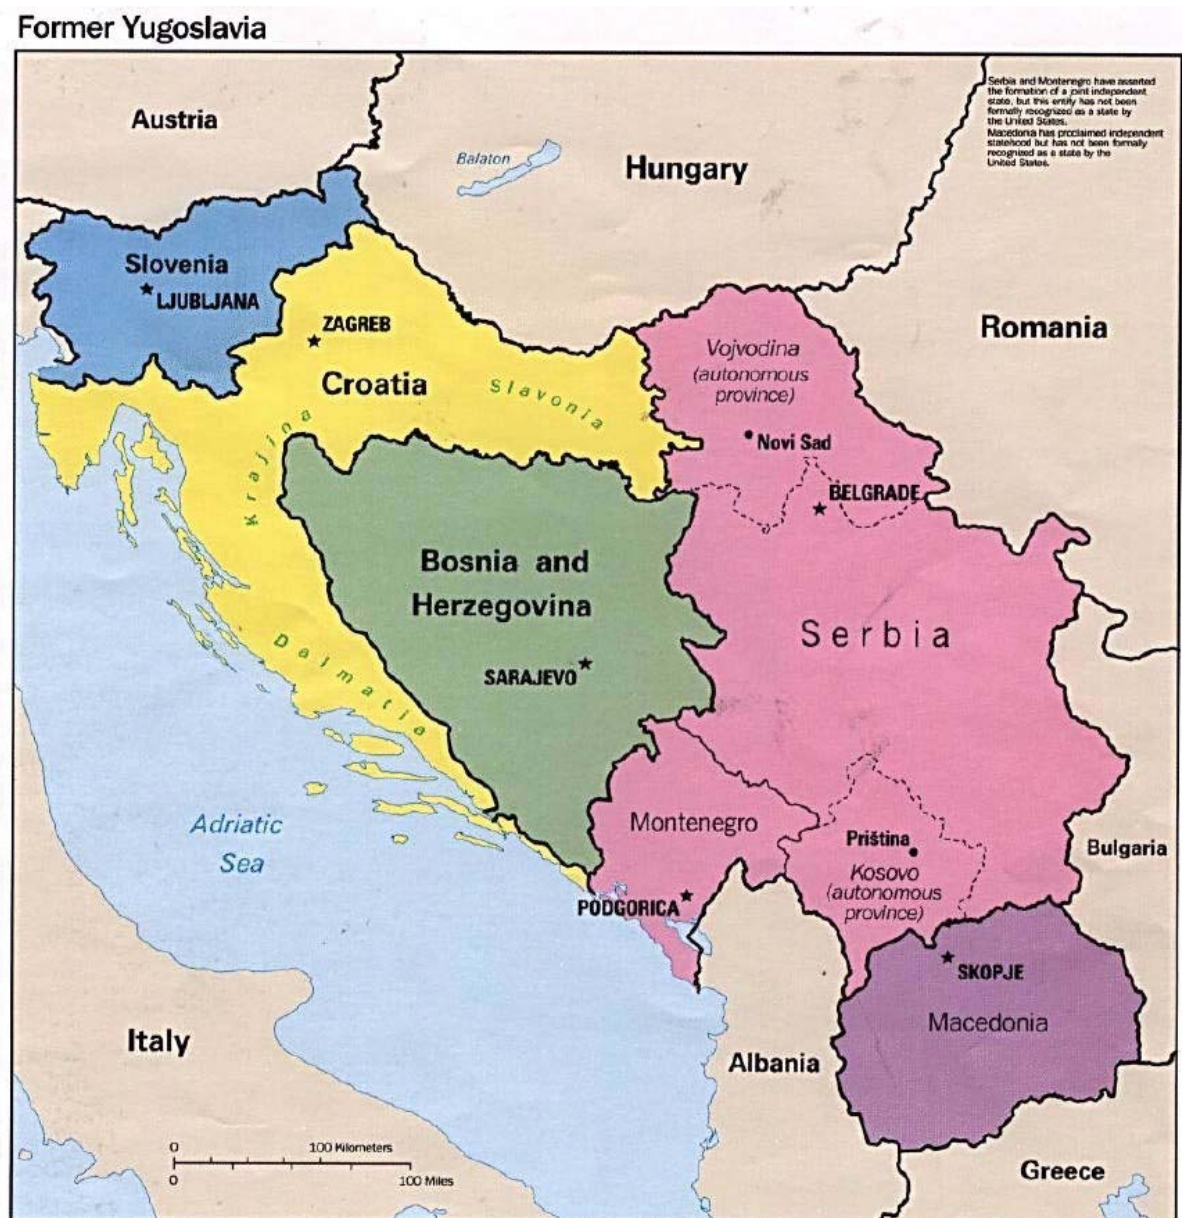 Former Yugoslavia
Serbia and Montenegro have asserted
the formation of a joint independent
state, but this entity has not been
formally recognized as a state by
the United States.
Macedonia has proclaimed independent
statehood but has not been formally
recognized as a state by the
United States.
Austria
Balaton
Hungary
Slovenia
LJUBLJANA
ZAGREB
Croatia
Slavonia
Krajina
Dalmatia
Vojvodina
(autonomous
province)
Novi Sad
BELGRADE
Romania
Bosnia and
Herzegovina
SARAJEVO
Serbia
Adriatic
Sea
Montenegro
PODGORICA
Priština
Kosovo
(autonomous
province)
Bulgaria
SKOPJE
Macedonia
Italy
Albania
Greece
0
100 Kilometers
0
100 Miles